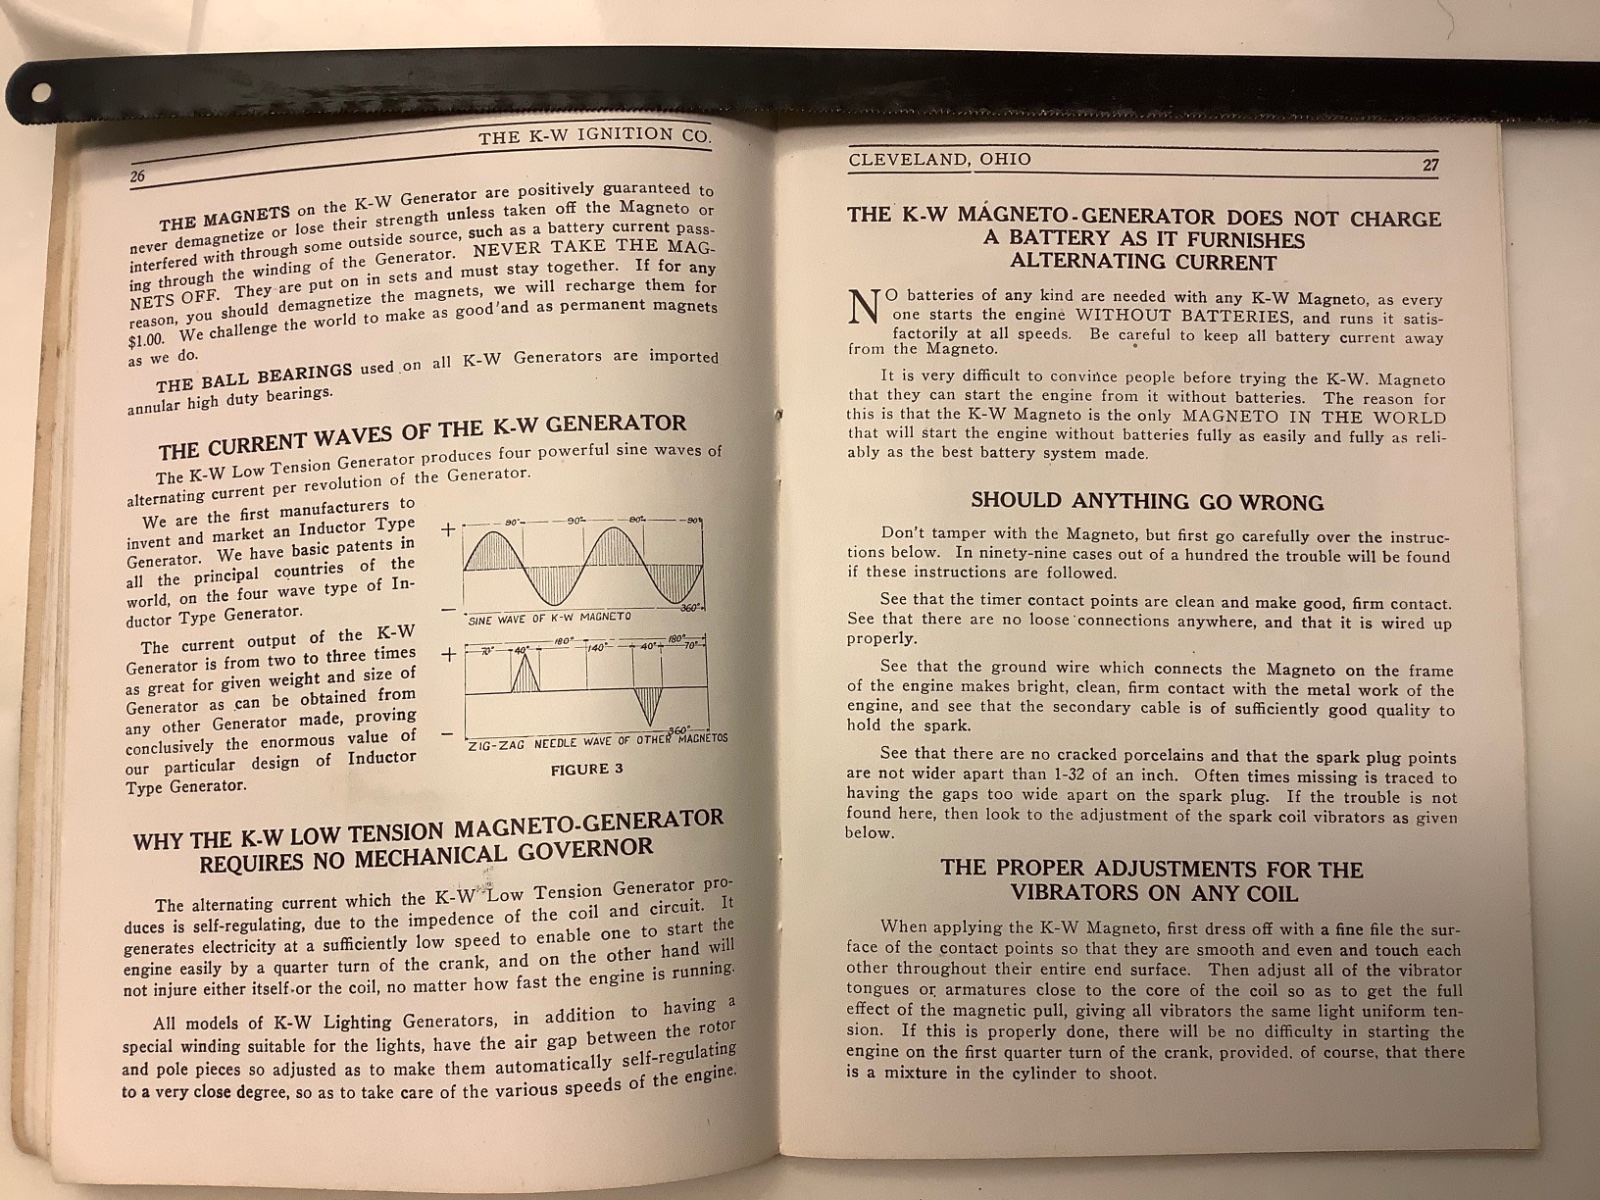 THE K-W IGNITION CO.
26
THE MAGNETS on the K-W Generator are positively guaranteed to
never demagnetize or lose their strength unless taken off the Magneto or
interfered with through some outside source, such as a battery current pass-
ing through the winding of the Generator. NEVER TAKE THE MAG-
NETS OFF. They are put on in sets and must stay together. If for any
reason, you should demagnetize the magnets, we will recharge them for
$1.00. We challenge the world to make as good and as permanent magnets
as we do.
THE BALL BEARINGS used on all K-W Generators are imported
annular high duty bearings.
THE CURRENT WAVES OF THE K-W GENERATOR
The K-W Low Tension Generator produces four powerful sine waves of
alternating current per revolution of the Generator.
We are the first manufacturers to
invent and market an Inductor Type
Generator. We have basic patents in
all the principal countries of the
world, on the four wave type of In-
ductor Type Generator.
The current output of the K-W
Generator is from two to three times
as great for given weight and size of
Generator as can be obtained from
any other Generator made, proving
conclusively the enormous value of
our particular design of Inductor
Type Generator.
+ 90° 90° 90° 90°
− 360°
SINE WAVE OF K-W MAGNETO
180° 180°
+ 70° 40° 140° 40° 70°
− 360°
ZIG-ZAG NEEDLE WAVE OF OTHER MAGNETOS
FIGURE 3
WHY THE K-W LOW TENSION MAGNETO-GENERATOR
REQUIRES NO MECHANICAL GOVERNOR
The alternating current which the K-W Low Tension Generator pro-
duces is self-regulating, due to the impedence of the coil and circuit. It
generates electricity at a sufficiently low speed to enable one to start the
engine easily by a quarter turn of the crank, and on the other hand will
not injure either itself or the coil, no matter how fast the engine is running.
All models of K-W Lighting Generators, in addition to having a
special winding suitable for the lights, have the air gap between the rotor
and pole pieces so adjusted as to make them automatically self-regulating
to a very close degree, so as to take care of the various speeds of the engine.
CLEVELAND, OHIO
27
THE K-W MAGNETO-GENERATOR DOES NOT CHARGE
A BATTERY AS IT FURNISHES
ALTERNATING CURRENT
NO batteries of any kind are needed with any K-W Magneto, as every
one starts the engine WITHOUT BATTERIES, and runs it satis-
factorily at all speeds. Be careful to keep all battery current away
from the Magneto.
It is very difficult to convince people before trying the K-W. Magneto
that they can start the engine from it without batteries. The reason for
this is that the K-W Magneto is the only MAGNETO IN THE WORLD
that will start the engine without batteries fully as easily and fully as reli-
ably as the best battery system made.
SHOULD ANYTHING GO WRONG
Don't tamper with the Magneto, but first go carefully over the instruc-
tions below. In ninety-nine cases out of a hundred the trouble will be found
if these instructions are followed.
See that the timer contact points are clean and make good, firm contact.
See that there are no loose connections anywhere, and that it is wired up
properly.
See that the ground wire which connects the Magneto on the frame
of the engine makes bright, clean, firm contact with the metal work of the
engine, and see that the secondary cable is of sufficiently good quality to
hold the spark.
See that there are no cracked porcelains and that the spark plug points
are not wider apart than 1-32 of an inch. Often times missing is traced to
having the gaps too wide apart on the spark plug. If the trouble is not
found here, then look to the adjustment of the spark coil vibrators as given
below.
THE PROPER ADJUSTMENTS FOR THE
VIBRATORS ON ANY COIL
When applying the K-W Magneto, first dress off with a fine file the sur-
face of the contact points so that they are smooth and even and touch each
other throughout their entire end surface. Then adjust all of the vibrator
tongues or armatures close to the core of the coil so as to get the full
effect of the magnetic pull, giving all vibrators the same light uniform ten-
sion. If this is properly done, there will be no difficulty in starting the
engine on the first quarter turn of the crank, provided, of course, that there
is a mixture in the cylinder to shoot.